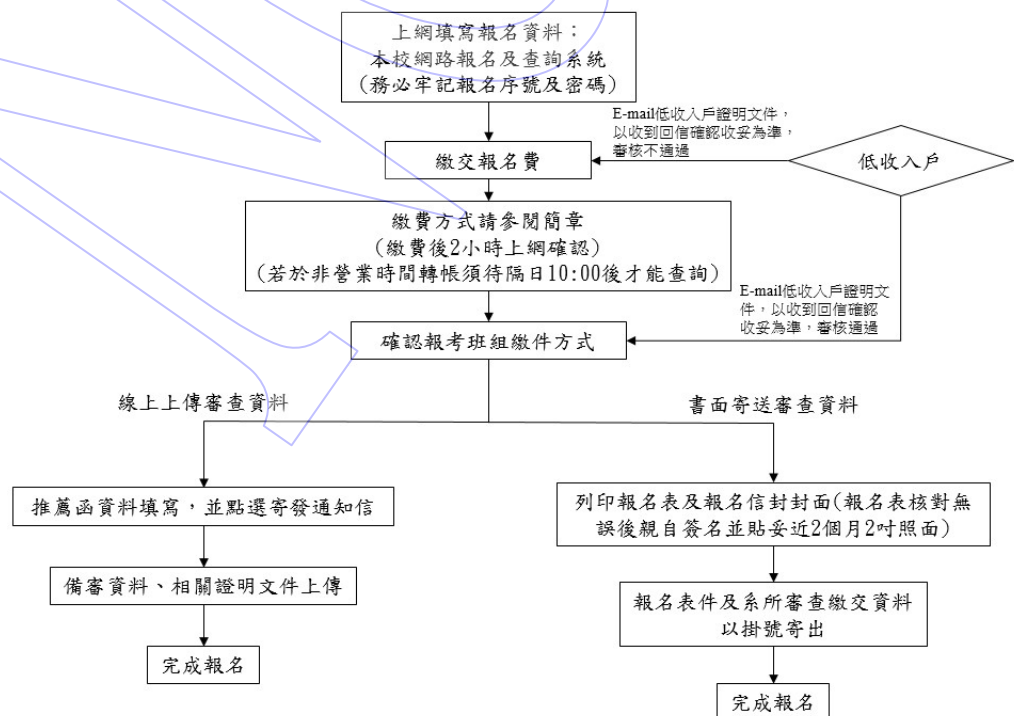 上網填寫報名資料：
本校網路報名及查詢系統
(務必牢記報名序號及密碼)
E-mail低收入戶證明文件，
以收到回信確認收妥為準，
審核不通過
繳交報名費
低收入戶
繳費方式請參閱簡章
(繳費後2小時上網確認)
(若於非營業時間轉帳須待隔日10:00後才能查詢)
E-mail低收入戶證明文
件，以收到回信確認
收妥為準，審核通過
確認報考班組繳件方式
線上上傳審查資料
書面寄送審查資料
推薦函資料填寫，並點選寄發通知信
列印報名表及報名信封封面(報名表核對無
誤後親自簽名並貼妥近2個月2吋照面)
備審資料、相關證明文件上傳
報名表件及系所審查繳交資料
以掛號寄出
完成報名
完成報名